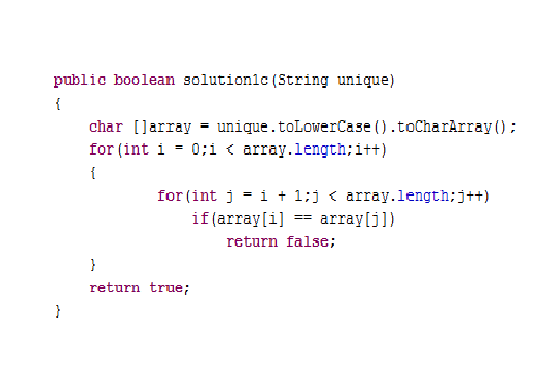 public boolean solution1c(String unique)
{
char []array = unique.toLowerCase().toCharArray();
for(int i = 0;i < array.length;i++)
{
for(int j = i + 1;j < array.length;j++)
if(array[i] == array[j])
return false;
}
return true;
}